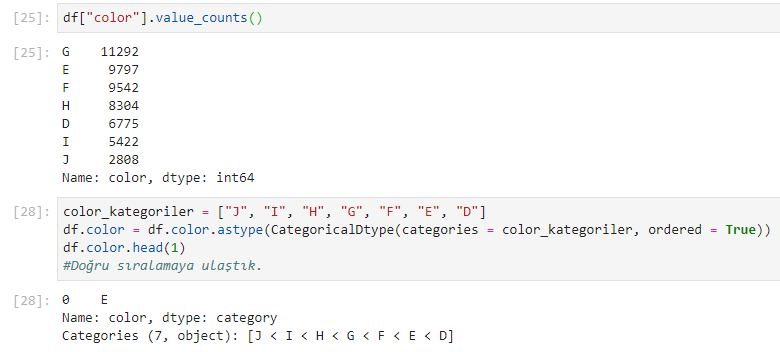 [25]: df["color"].value_counts()
[25]: G    11292
E     9797
F     9542
H     8304
D     6775
I     5422
J     2808
Name: color, dtype: int64
[28]: color_kategoriler = ["J", "I", "H", "G", "F", "E", "D"]
df.color = df.color.astype(CategoricalDtype(categories = color_kategoriler, ordered = True))
df.color.head(1)
#Doğru sıralamaya ulaştık.
[28]: 0    E
Name: color, dtype: category
Categories (7, object): [J < I < H < G < F < E < D]